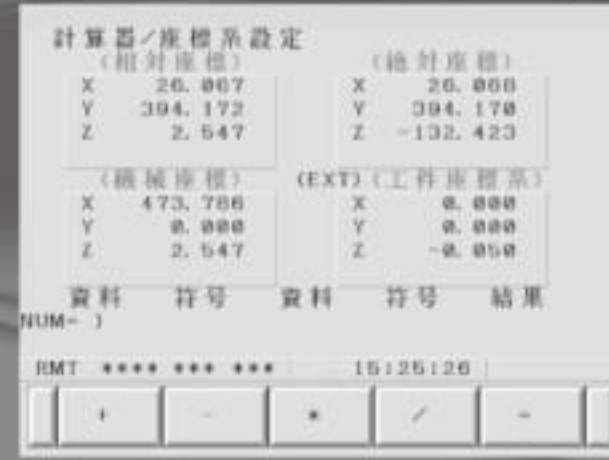 計算器/座標系設定
(相対座標) (絶対座標)
X 26.067 X 26.068
Y 394.172 Y 394.170
Z 2.547 Z -132.423
(機械座標) (EXT)(工件座標系)
X 473.786 X 0.000
Y 0.000 Y 0.000
Z 2.547 Z -0.050
資料 符号 資料 符号 結果
NUM= )
RMT **** *** *** 15:25:26
+ - * / =